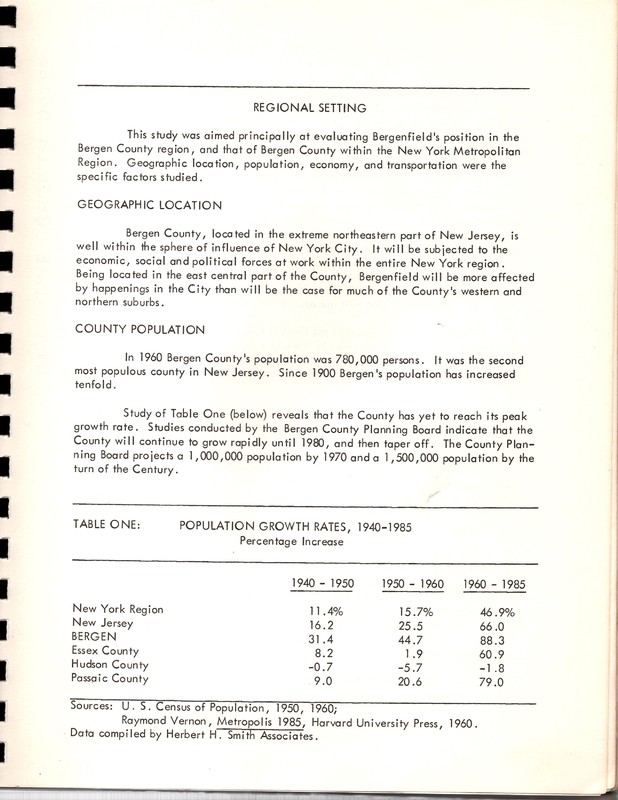 REGIONAL SETTING
This study was aimed principally at evaluating Bergenfield's position in the
Bergen County region, and that of Bergen County within the New York Metropolitan
Region. Geographic location, population, economy, and transportation were the
specific factors studied.
GEOGRAPHIC LOCATION
Bergen County, located in the extreme northeastern part of New Jersey, is
well within the sphere of influence of New York City. It will be subjected to the
economic, social and political forces at work within the entire New York region.
Being located in the east central part of the County, Bergenfield will be more affected
by happenings in the City than will be the case for much of the County's western and
northern suburbs.
COUNTY POPULATION
In 1960 Bergen County's population was 780,000 persons. It was the second
most populous county in New Jersey. Since 1900 Bergen's population has increased
tenfold.
Study of Table One (below) reveals that the County has yet to reach its peak
growth rate. Studies conducted by the Bergen County Planning Board indicate that the
County will continue to grow rapidly until 1980, and then taper off. The County Plan-
ning Board projects a 1,000,000 population by 1970 and a 1,500,000 population by the
turn of the Century.
TABLE ONE: POPULATION GROWTH RATES, 1940-1985
Percentage Increase
1940 - 1950 1950 - 1960 1960 - 1985
New York Region 11.4% 15.7% 46.9%
New Jersey 16.2 25.5 66.0
BERGEN 31.4 44.7 88.3
Essex County 8.2 1.9 60.9
Hudson County -0.7 -5.7 -1.8
Passaic County 9.0 20.6 79.0
Sources: U. S. Census of Population, 1950, 1960;
Raymond Vernon, Metropolis 1985, Harvard University Press, 1960.
Data compiled by Herbert H. Smith Associates.